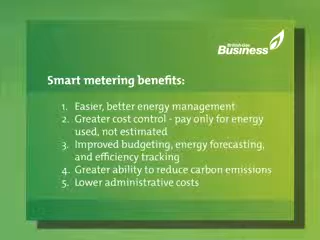 British Gas
Business
Smart metering benefits:
1. Easier, better energy management
2. Greater cost control - pay only for energy
used, not estimated
3. Improved budgeting, energy forecasting,
and efficiency tracking
4. Greater ability to reduce carbon emissions
5. Lower administrative costs